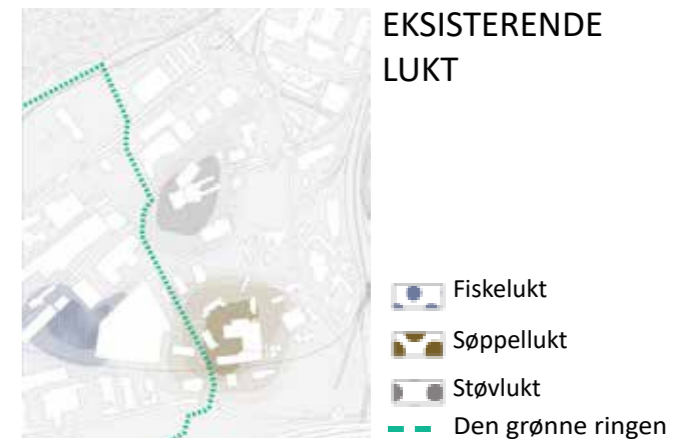 EKSISTERENDE
LUKT
Fiskelukt
Søppellukt
Støvlukt
Den grønne ringen